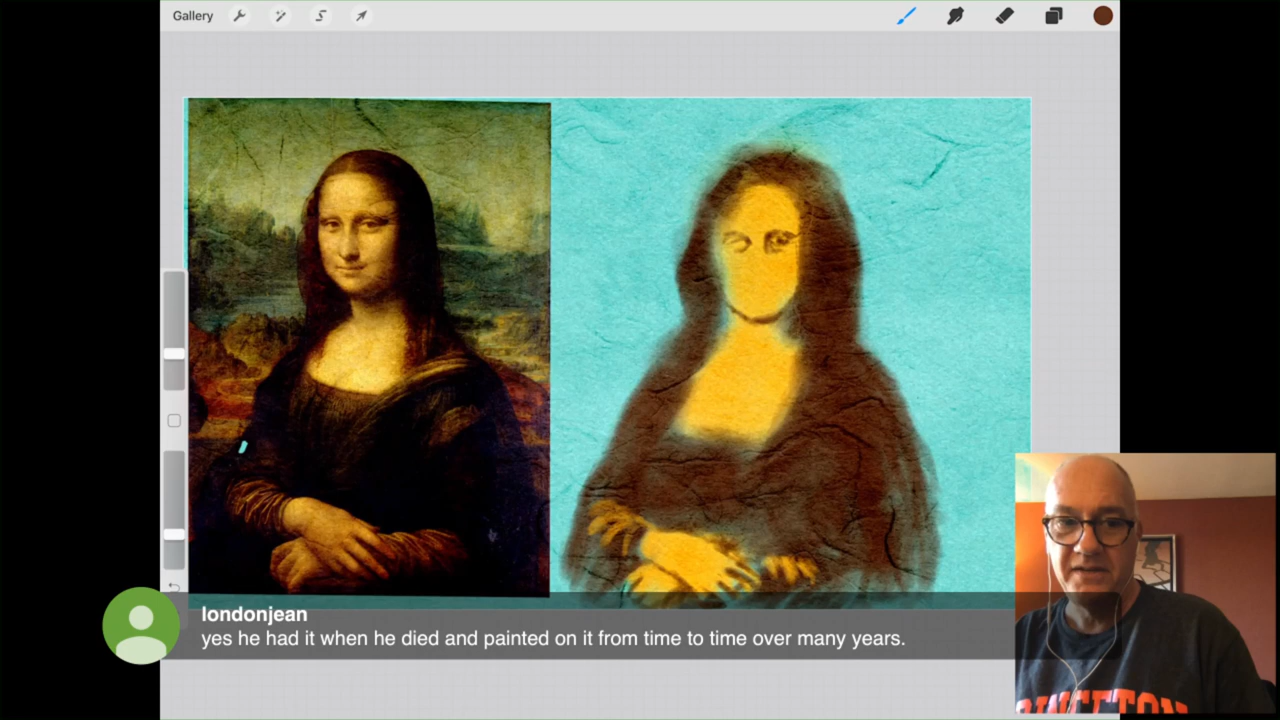 Gallery
londonjean
yes he had it when he died and painted on it from time to time over many years.
PRINCETON